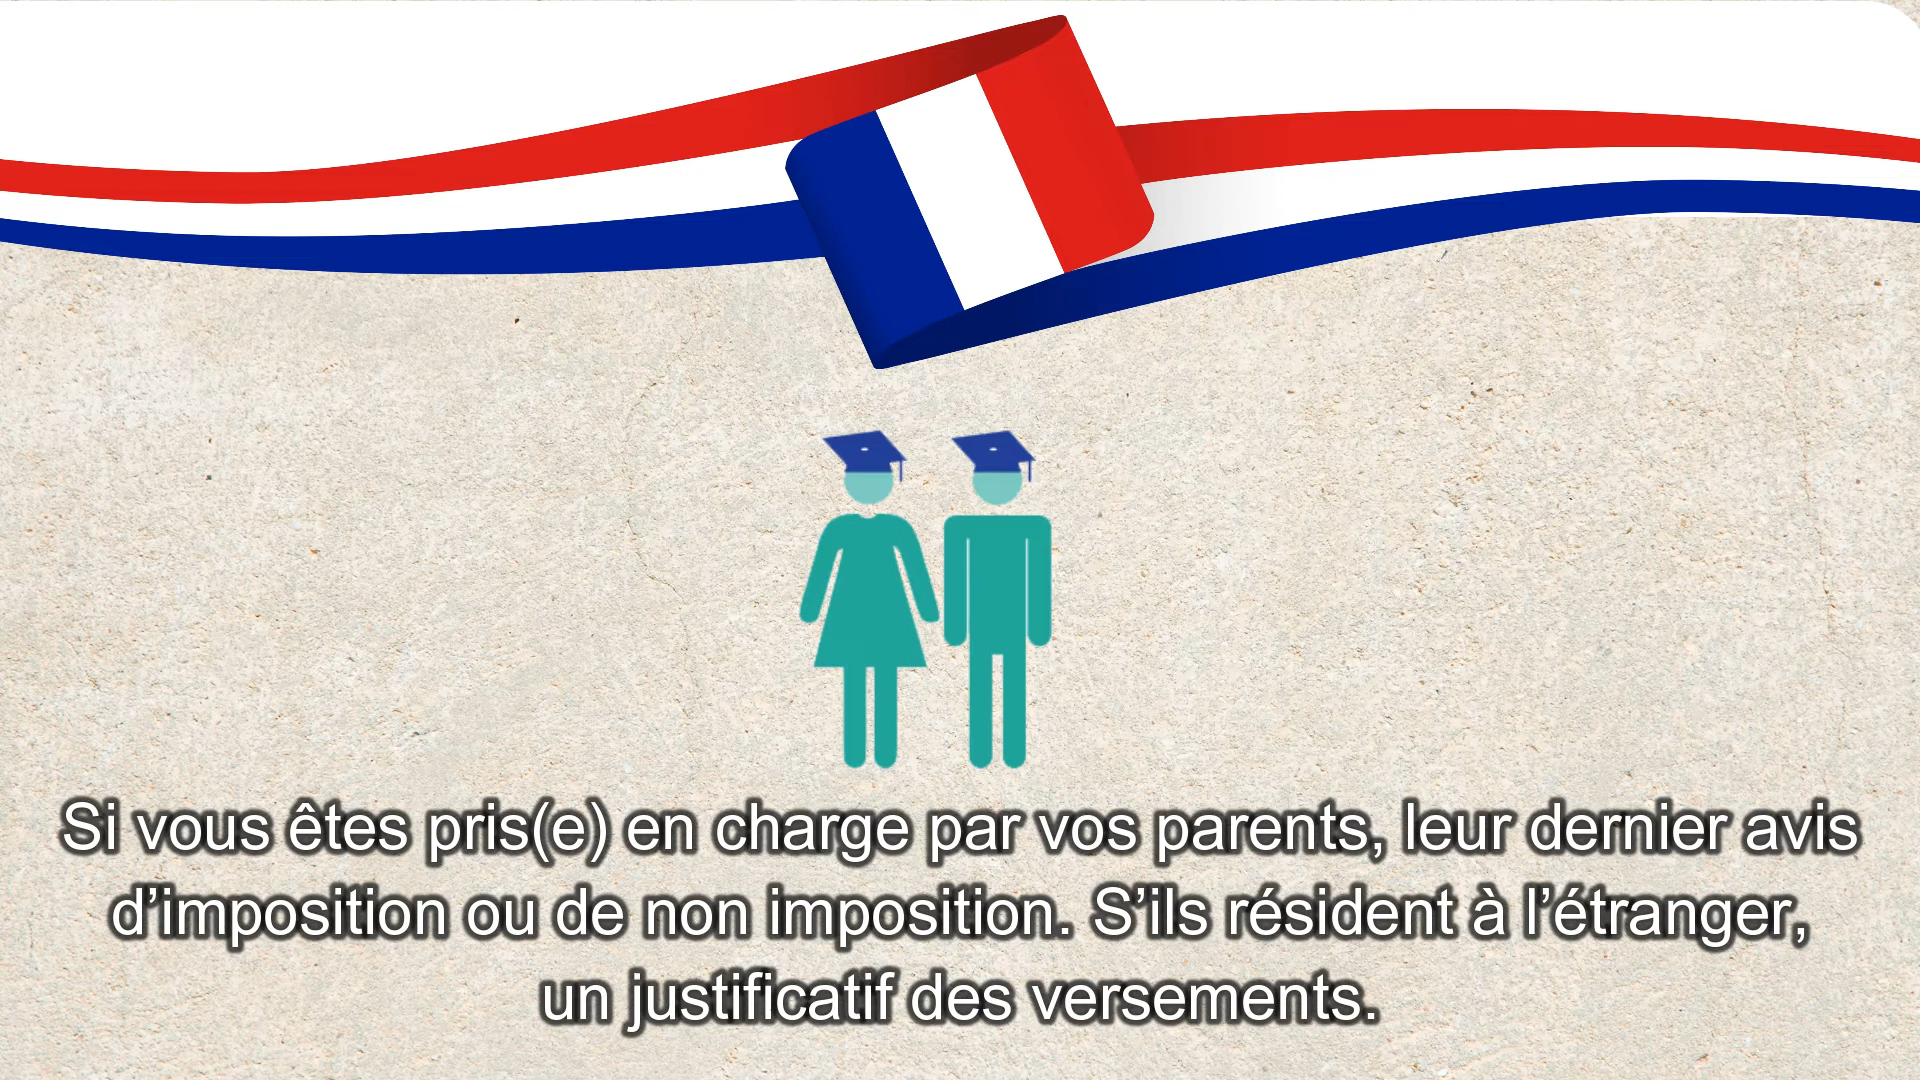 Si vous êtes pris(e) en charge par vos parents, leur dernier avis
d’imposition ou de non imposition. S’ils résident à l’étranger,
un justificatif des versements.